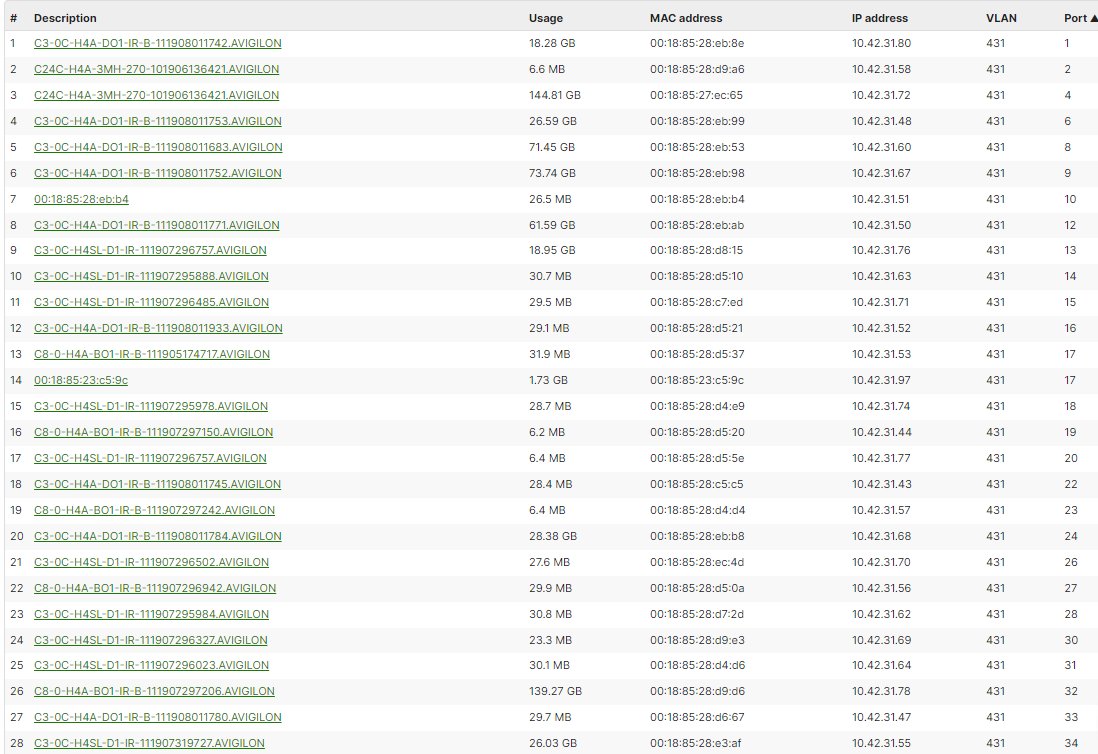 # Description Usage MAC address IP address VLAN Port ▲
1 C3-0C-H4A-DO1-IR-B-111908011742.AVIGILON 18.28 GB 00:18:85:28:eb:8e 10.42.31.80 431 1
2 C24C-H4A-3MH-270-101906136421.AVIGILON 6.6 MB 00:18:85:28:d9:a6 10.42.31.58 431 2
3 C24C-H4A-3MH-270-101906136421.AVIGILON 144.81 GB 00:18:85:27:ec:65 10.42.31.72 431 4
4 C3-0C-H4A-DO1-IR-B-111908011753.AVIGILON 26.59 GB 00:18:85:28:eb:99 10.42.31.48 431 6
5 C3-0C-H4A-DO1-IR-B-111908011683.AVIGILON 71.45 GB 00:18:85:28:eb:53 10.42.31.60 431 8
6 C3-0C-H4A-DO1-IR-B-111908011752.AVIGILON 73.74 GB 00:18:85:28:eb:98 10.42.31.67 431 9
7 00:18:85:28:eb:b4 26.5 MB 00:18:85:28:eb:b4 10.42.31.51 431 10
8 C3-0C-H4A-DO1-IR-B-111908011771.AVIGILON 61.59 GB 00:18:85:28:eb:ab 10.42.31.50 431 12
9 C3-0C-H4SL-D1-IR-111907296757.AVIGILON 18.95 GB 00:18:85:28:d8:15 10.42.31.76 431 13
10 C3-0C-H4SL-D1-IR-111907295888.AVIGILON 30.7 MB 00:18:85:28:d5:10 10.42.31.63 431 14
11 C3-0C-H4SL-D1-IR-111907296485.AVIGILON 29.5 MB 00:18:85:28:c7:ed 10.42.31.71 431 15
12 C3-0C-H4A-DO1-IR-B-111908011933.AVIGILON 29.1 MB 00:18:85:28:d5:21 10.42.31.52 431 16
13 C8-0-H4A-BO1-IR-B-111905174717.AVIGILON 31.9 MB 00:18:85:28:d5:37 10.42.31.53 431 17
14 00:18:85:23:c5:9c 1.73 GB 00:18:85:23:c5:9c 10.42.31.97 431 17
15 C3-0C-H4SL-D1-IR-111907295978.AVIGILON 28.7 MB 00:18:85:28:d4:e9 10.42.31.74 431 18
16 C8-0-H4A-BO1-IR-B-111907297150.AVIGILON 6.2 MB 00:18:85:28:d5:20 10.42.31.44 431 19
17 C3-0C-H4SL-D1-IR-111907296757.AVIGILON 6.4 MB 00:18:85:28:d5:5e 10.42.31.77 431 20
18 C3-0C-H4A-DO1-IR-B-111908011745.AVIGILON 28.4 MB 00:18:85:28:c5:c5 10.42.31.43 431 22
19 C8-0-H4A-BO1-IR-B-111907297242.AVIGILON 6.4 MB 00:18:85:28:d4:d4 10.42.31.57 431 23
20 C3-0C-H4A-DO1-IR-B-111908011784.AVIGILON 28.38 GB 00:18:85:28:eb:b8 10.42.31.68 431 24
21 C3-0C-H4SL-D1-IR-111907296502.AVIGILON 27.6 MB 00:18:85:28:ec:4d 10.42.31.70 431 26
22 C8-0-H4A-BO1-IR-B-111907296942.AVIGILON 29.9 MB 00:18:85:28:d5:0a 10.42.31.56 431 27
23 C3-0C-H4SL-D1-IR-111907295984.AVIGILON 30.8 MB 00:18:85:28:d7:2d 10.42.31.62 431 28
24 C3-0C-H4SL-D1-IR-111907296327.AVIGILON 23.3 MB 00:18:85:28:d9:e3 10.42.31.69 431 30
25 C3-0C-H4SL-D1-IR-111907296023.AVIGILON 30.1 MB 00:18:85:28:d4:d6 10.42.31.64 431 31
26 C8-0-H4A-BO1-IR-B-111907297206.AVIGILON 139.27 GB 00:18:85:28:d9:d6 10.42.31.78 431 32
27 C3-0C-H4A-DO1-IR-B-111908011780.AVIGILON 29.7 MB 00:18:85:28:d6:67 10.42.31.47 431 33
28 C3-0C-H4SL-D1-IR-111907319727.AVIGILON 26.03 GB 00:18:85:28:e3:af 10.42.31.55 431 34